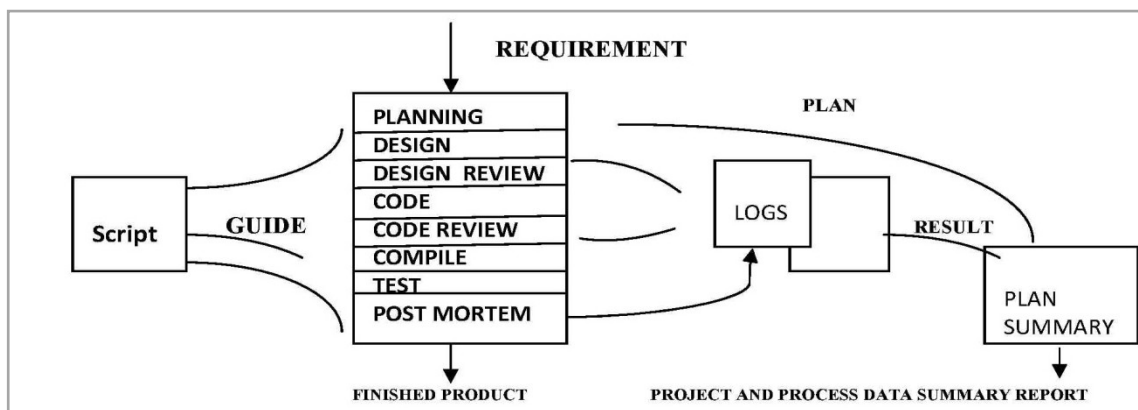 REQUIREMENT
PLANNING
DESIGN
DESIGN REVIEW
CODE
CODE REVIEW
COMPILE
TEST
POST MORTEM
Script
GUIDE
PLAN
LOGS
RESULT
PLAN
SUMMARY
FINISHED PRODUCT
PROJECT AND PROCESS DATA SUMMARY REPORT